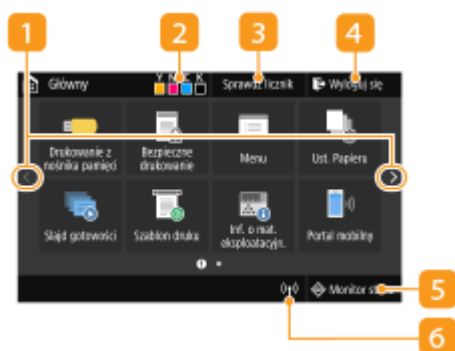 1 2 3 4
Główny Y M C K Sprawdź licznik Wyloguj się
Drukowanie z
nośnika pamięci
Bezpieczne
drukowanie
Menu
Ust. Papieru
Slajd gotowości
Szablon druku
Inf. o mat.
eksploatacyjn.
Portal mobilny
Monitor
5
6